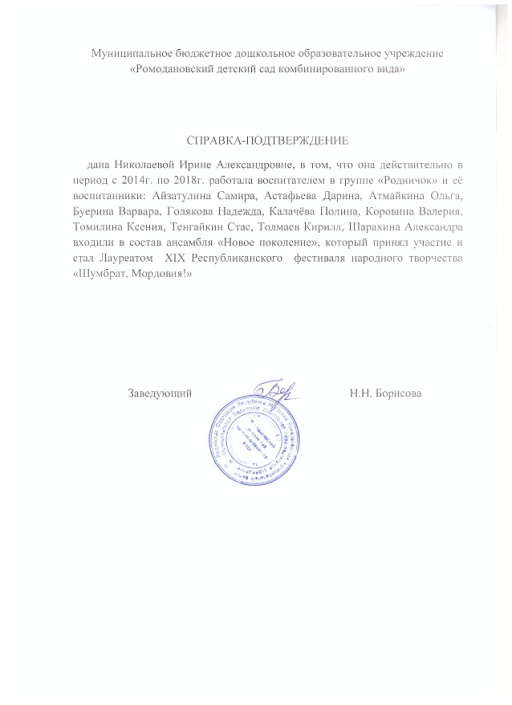 Муниципальное бюджетное дошкольное образовательное учреждение
«Ромодановский детский сад комбинированного вида»
СПРАВКА-ПОДТВЕРЖДЕНИЕ
дана Николаевой Ирине Александровне, в том, что она действительно в
период с 2014г. по 2018г. работала воспитателем в группе «Родничок» и её
воспитанники: Айзатулина Самира, Астафьева Дарина, Атмайкина Ольга,
Буерина Варвара, Голякова Надежда, Калачёва Полина, Коровина Валерия,
Томилина Ксения, Тенгайкин Стас, Толмаев Кирилл, Шарахина Александра
входили в состав ансамбля «Новое поколение», который принял участие и
стал Лауреатом XIX Республиканского фестиваля народного творчества
«Шумбрат, Мордовия!»
Заведующий Н.Н. Борисова